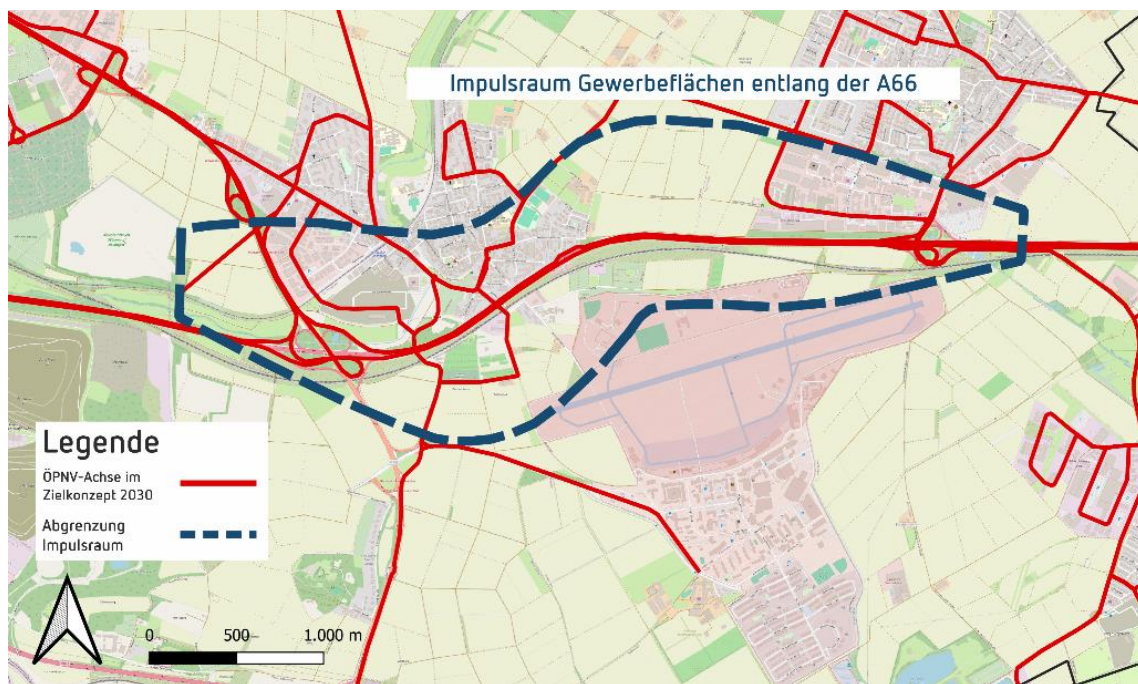 Impulsraum Gewerbeflächen entlang der A66
Legende
ÖPNV-Achse im
Zielkonzept 2030
Abgrenzung
Impulsraum
0 500 1.000 m